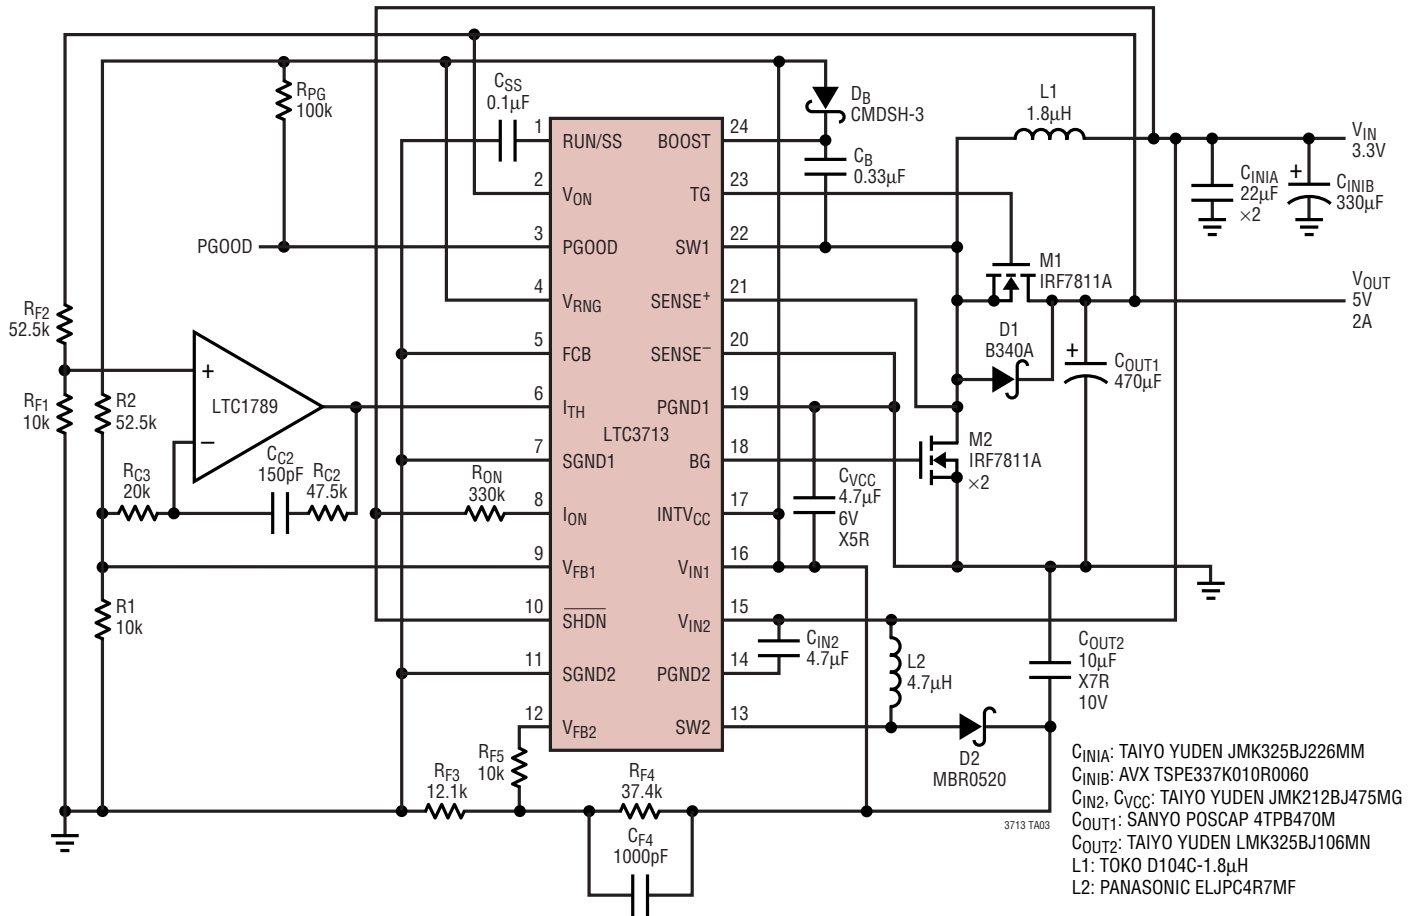 RPG
100k
CSS
0.1µF
DB
CMDSH-3
L1
1.8µH
VIN
3.3V
CB
0.33µF
CINIA
22µF
×2
+
CINIB
330µF
1
RUN/SS
BOOST
24
2
VON
TG
23
PGOOD
3
PGOOD
SW1
22
4
VRNG
SENSE+
21
5
FCB
SENSE–
20
6
ITH
PGND1
19
LTC3713
7
SGND1
BG
18
8
ION
INTVCC
17
9
VFB1
VIN1
16
10
SHDN
VIN2
15
11
SGND2
PGND2
14
12
VFB2
SW2
13
M1
IRF7811A
VOUT
5V
2A
D1
B340A
+
COUT1
470µF
M2
IRF7811A
×2
RF2
52.5k
RF1
10k
R2
52.5k
+
LTC1789
–
RC3
20k
CC2
150pF
RC2
47.5k
RON
330k
CVCC
4.7µF
6V
X5R
R1
10k
CIN2
4.7µF
L2
4.7µH
COUT2
10µF
X7R
10V
D2
MBR0520
RF5
10k
RF3
12.1k
RF4
37.4k
CF4
1000pF
3713 TA03
CINIA: TAIYO YUDEN JMK325BJ226MM
CINIB: AVX TSPE337K010R0060
CIN2, CVCC: TAIYO YUDEN JMK212BJ475MG
COUT1: SANYO POSCAP 4TPB470M
COUT2: TAIYO YUDEN LMK325BJ106MN
L1: TOKO D104C-1.8µH
L2: PANASONIC ELJPC4R7MF